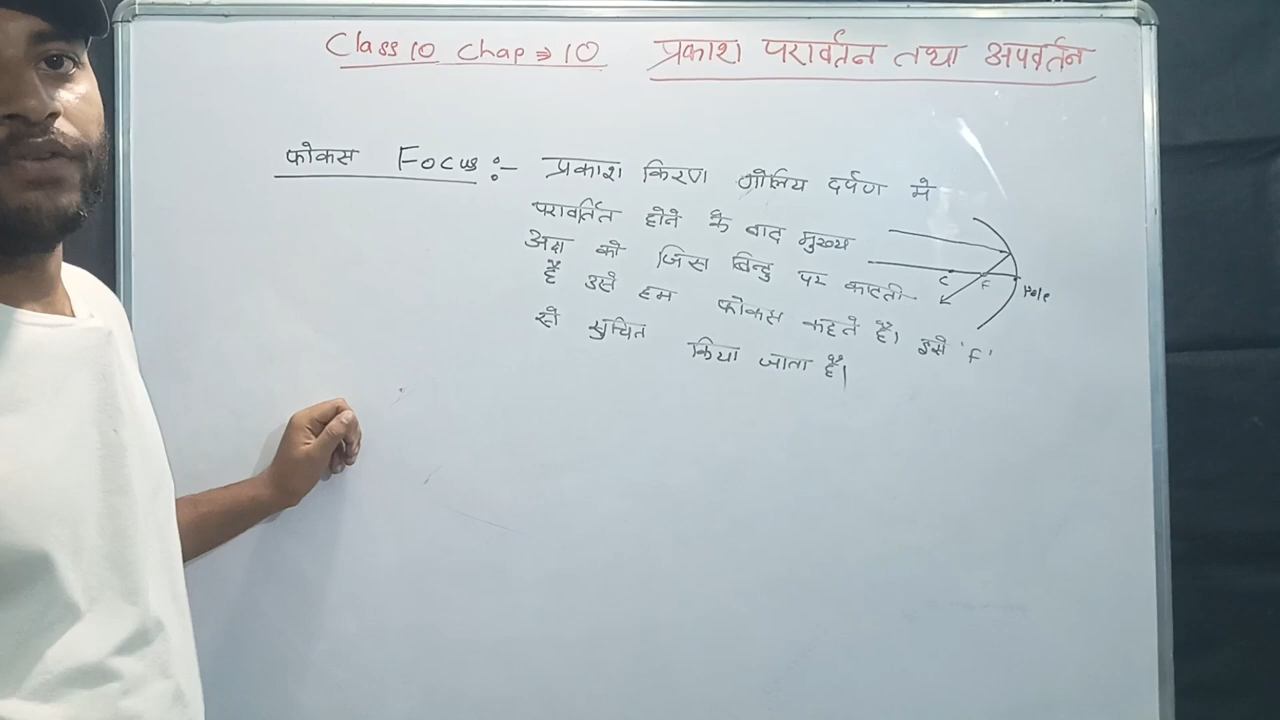 Class 10 Chap ⇒ 10 प्रकाश परावर्तन तथा अपवर्तन
फोकस Focus :- प्रकाश किरण गोलिय दर्पण मे
परावर्तित होने के बाद मुख्य
अक्ष को जिस बिन्दु पर काटती
है उसे हम फोकस कहते है। इसे 'F'
से सुचित किया जाता है।
C F Pole